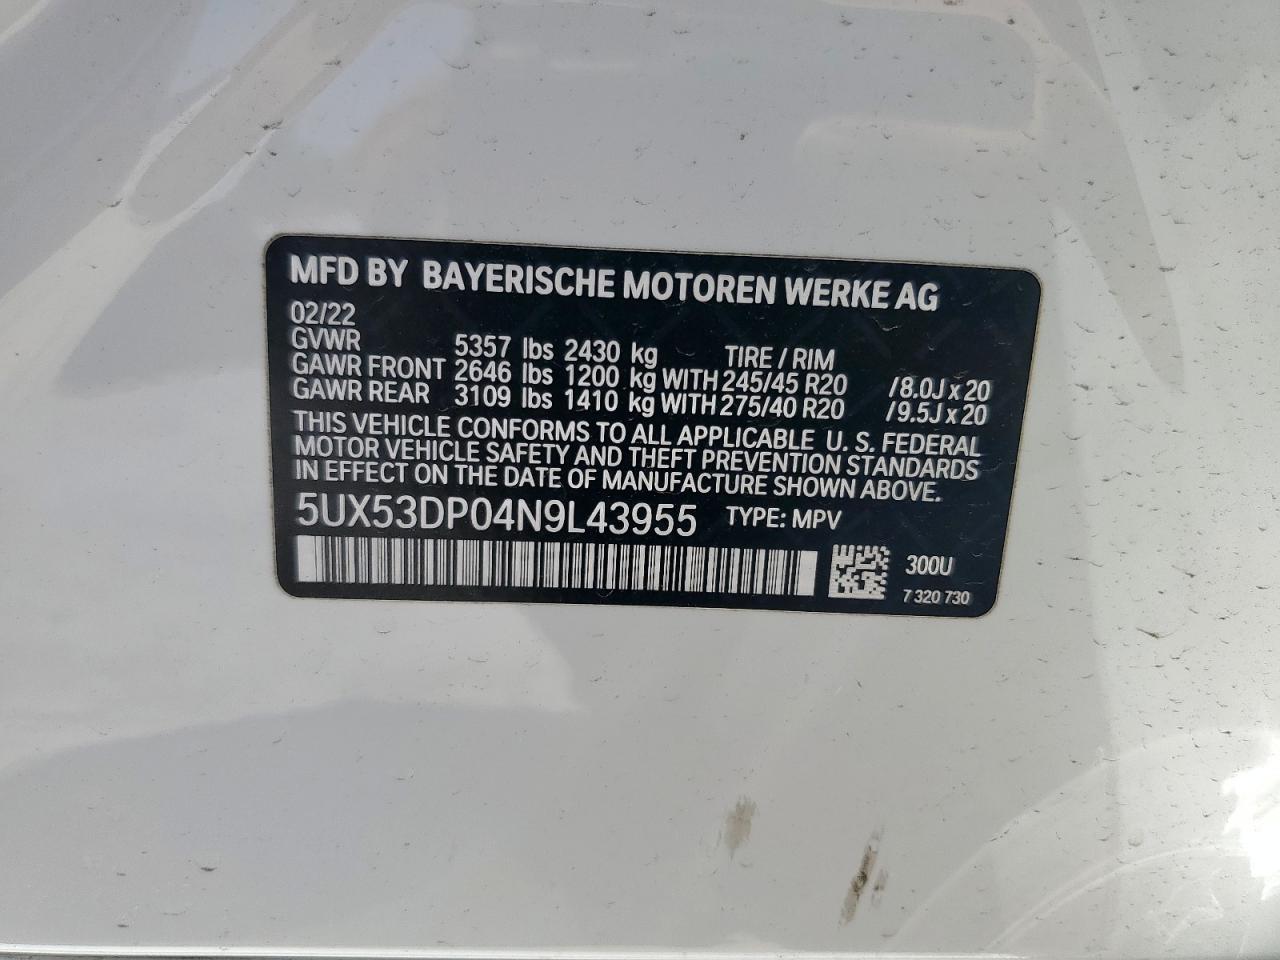 MFD BY BAYERISCHE MOTOREN WERKE AG
02/22
GVWR 5357 lbs 2430 kg TIRE / RIM
GAWR FRONT 2646 lbs 1200 kg WITH 245/45 R20 /8.0J x 20
GAWR REAR 3109 lbs 1410 kg WITH 275/40 R20 /9.5J x 20
THIS VEHICLE CONFORMS TO ALL APPLICABLE U. S. FEDERAL
MOTOR VEHICLE SAFETY AND THEFT PREVENTION STANDARDS
IN EFFECT ON THE DATE OF MANUFACTURE SHOWN ABOVE.
5UX53DP04N9L43955 TYPE: MPV
300U
7 320 730